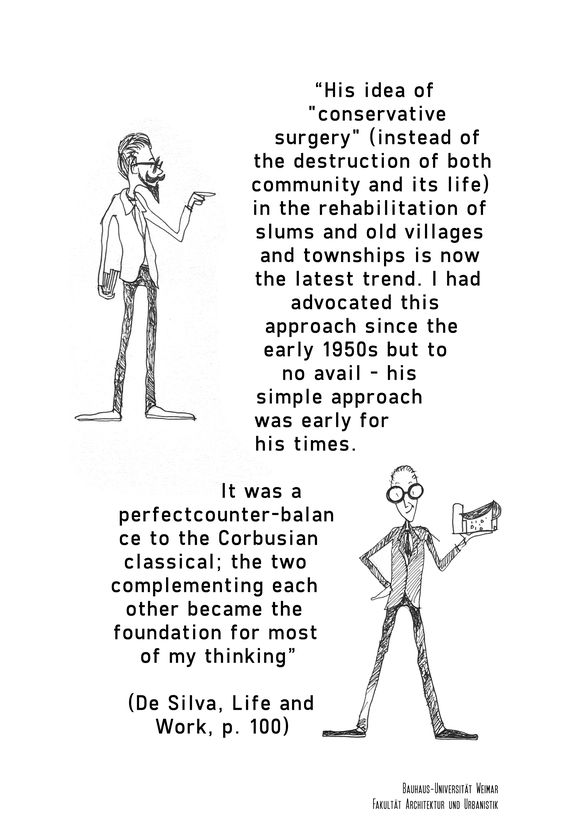 “His idea of
"conservative
surgery" (instead of
the destruction of both
community and its life)
in the rehabilitation of
slums and old villages
and townships is now
the latest trend. I had
advocated this
approach since the
early 1950s but to
no avail - his
simple approach
was early for
his times.
It was a
perfectcounter-balan
ce to the Corbusian
classical; the two
complementing each
other became the
foundation for most
of my thinking”
(De Silva, Life and
Work, p. 100)
Bauhaus-Universität Weimar
Fakultät Architektur und Urbanistik